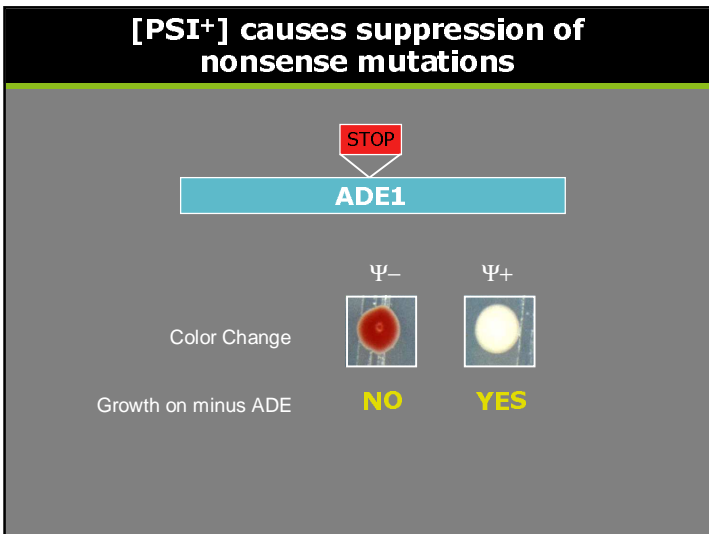 [PSI+] causes suppression of
nonsense mutations
STOP
ADE1
Ψ− Ψ+
Color Change
Growth on minus ADE NO YES